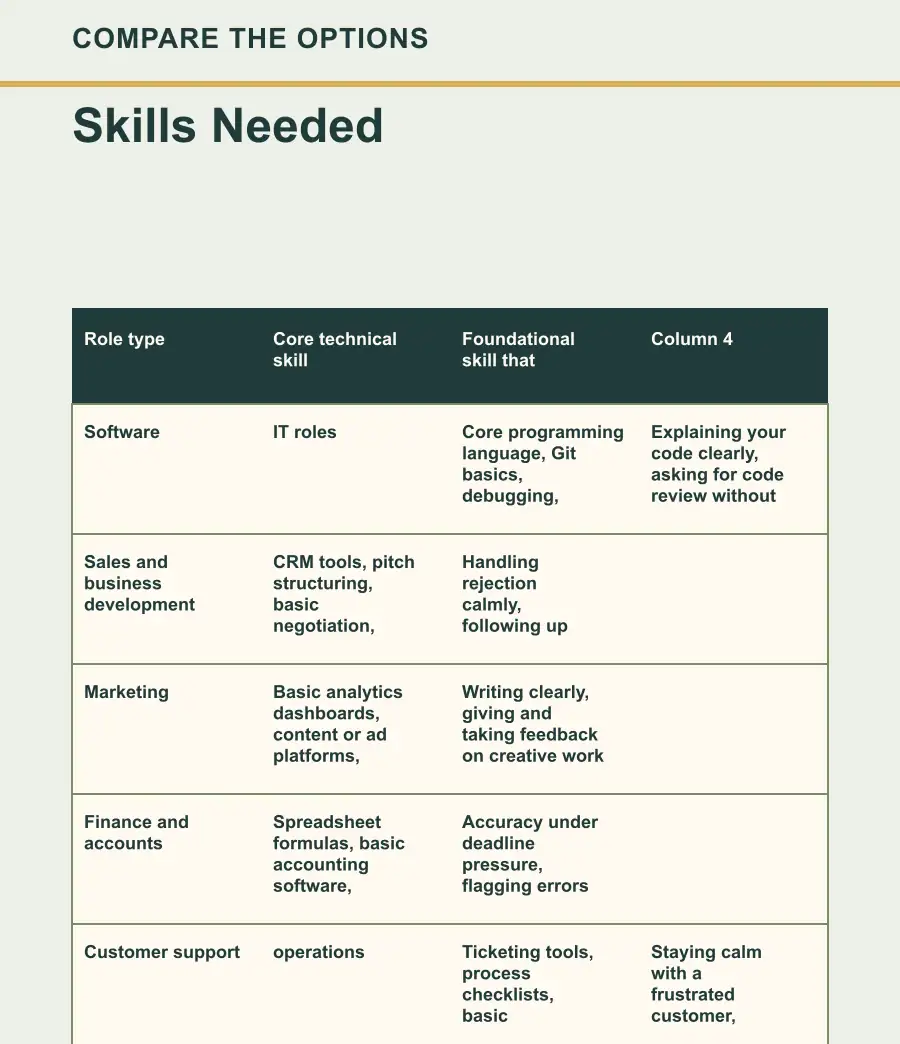 COMPARE THE OPTIONS
Skills Needed
Role type
Core technical
skill
Foundational
skill that
Column 4
Software
IT roles
Core programming
language, Git
basics,
debugging,
Explaining your
code clearly,
asking for code
review without
Sales and
business
development
CRM tools, pitch
structuring,
basic
negotiation,
Handling
rejection
calmly,
following up
Marketing
Basic analytics
dashboards,
content or ad
platforms,
Writing clearly,
giving and
taking feedback
on creative work
Finance and
accounts
Spreadsheet
formulas, basic
accounting
software,
Accuracy under
deadline
pressure,
flagging errors
Customer support
operations
Ticketing tools,
process
checklists,
basic
Staying calm
with a
frustrated
customer,